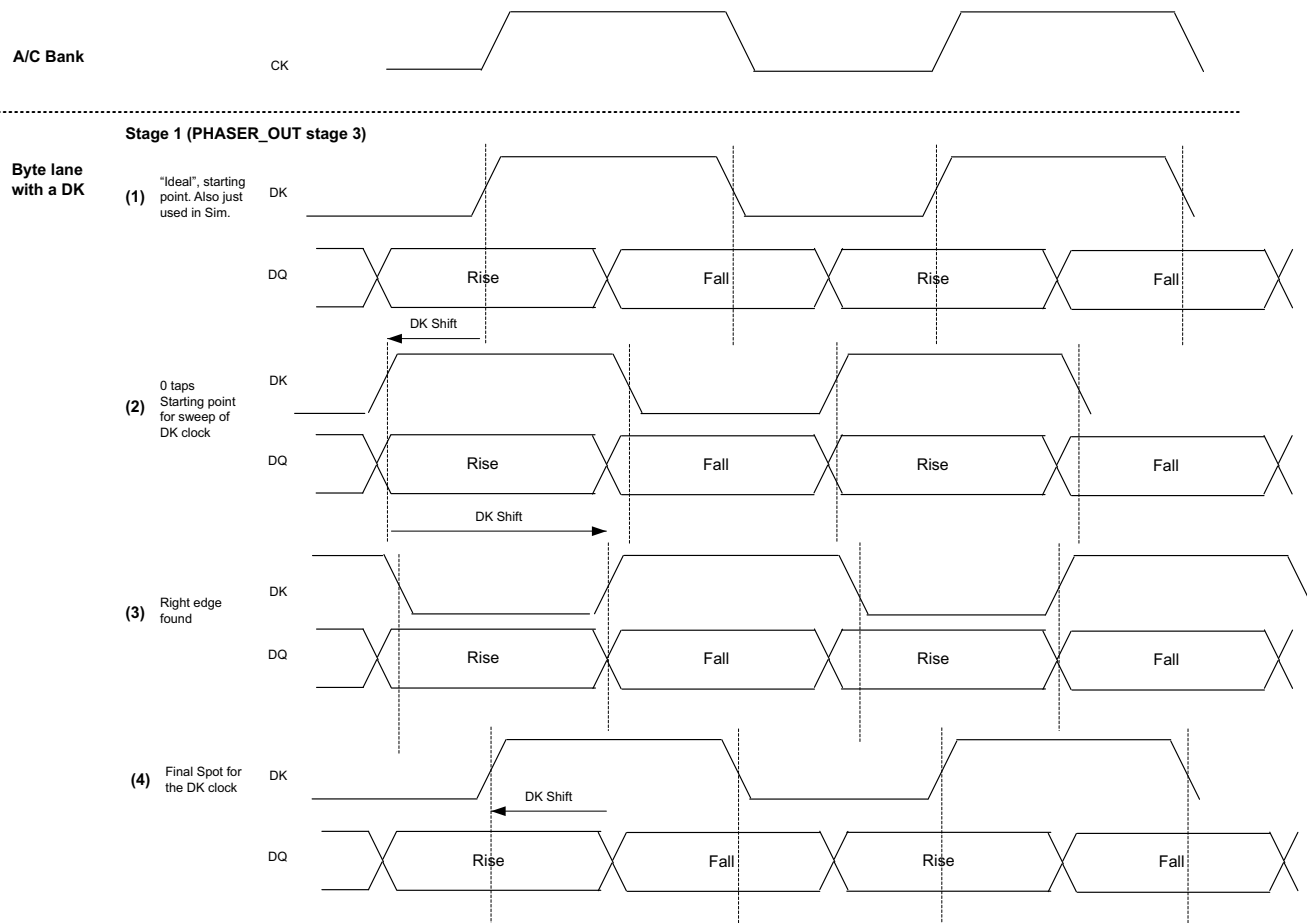 A/C Bank
CK
Stage 1 (PHASER_OUT stage 3)
Byte lane
with a DK
(1)
“Ideal”, starting
point. Also just
used in Sim.
DK
DQ
Rise
Fall
Rise
Fall
DK Shift
(2)
0 taps
Starting point
for sweep of
DK clock
DK
DQ
Rise
Fall
Rise
Fall
DK Shift
(3)
Right edge
found
DK
DQ
Rise
Fall
Rise
Fall
(4)
Final Spot for
the DK clock
DK
DK Shift
DQ
Rise
Fall
Rise
Fall